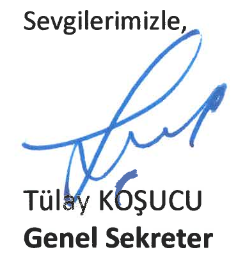 Sevgilerimizle,
Tülay KOŞUCU
Genel Sekreter